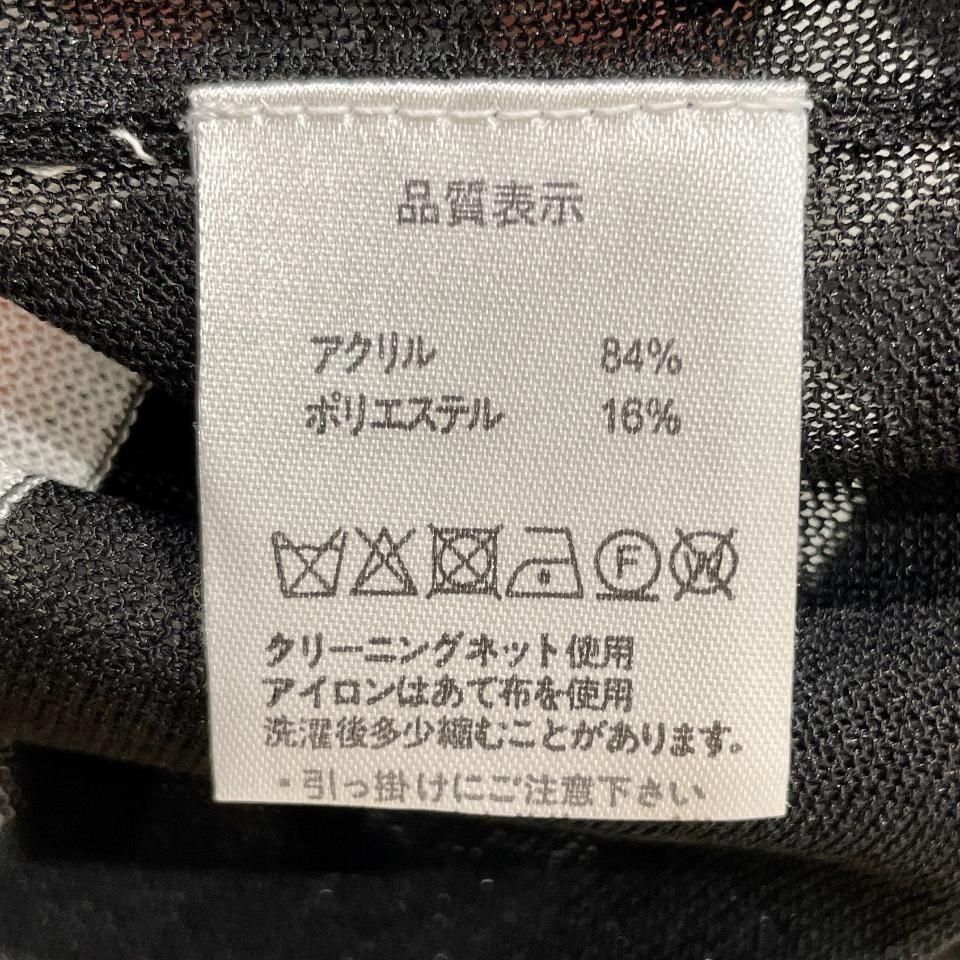 品質表示
アクリル 84%
ポリエステル 16%
F W
クリーニングネット使用
アイロンはあて布を使用
洗濯後多少縮むことがあります。
・引っ掛けにご注意下さい